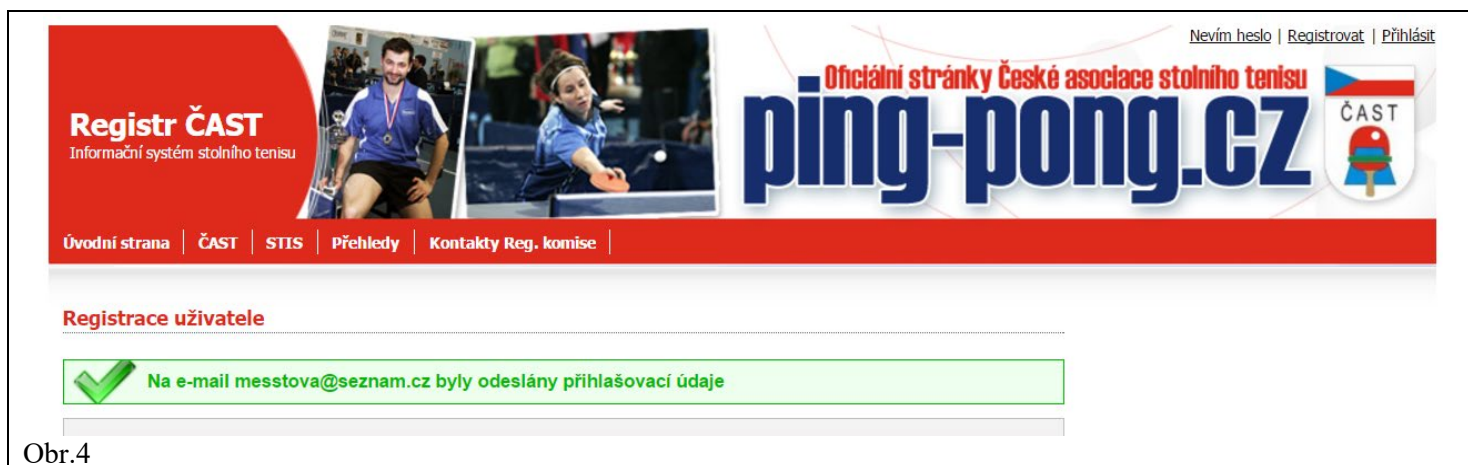 Nevím heslo | Registrovat | Přihlásit
Registr ČAST
Informační systém stolního tenisu
Oficiální stránky České asociace stolního tenisu
ping-pong.cz
ČAST
Úvodní strana | ČAST | STIS | Přehledy | Kontakty Reg. komise |
Registrace uživatele
Na e-mail messtova@seznam.cz byly odeslány přihlašovací údaje
Obr.4